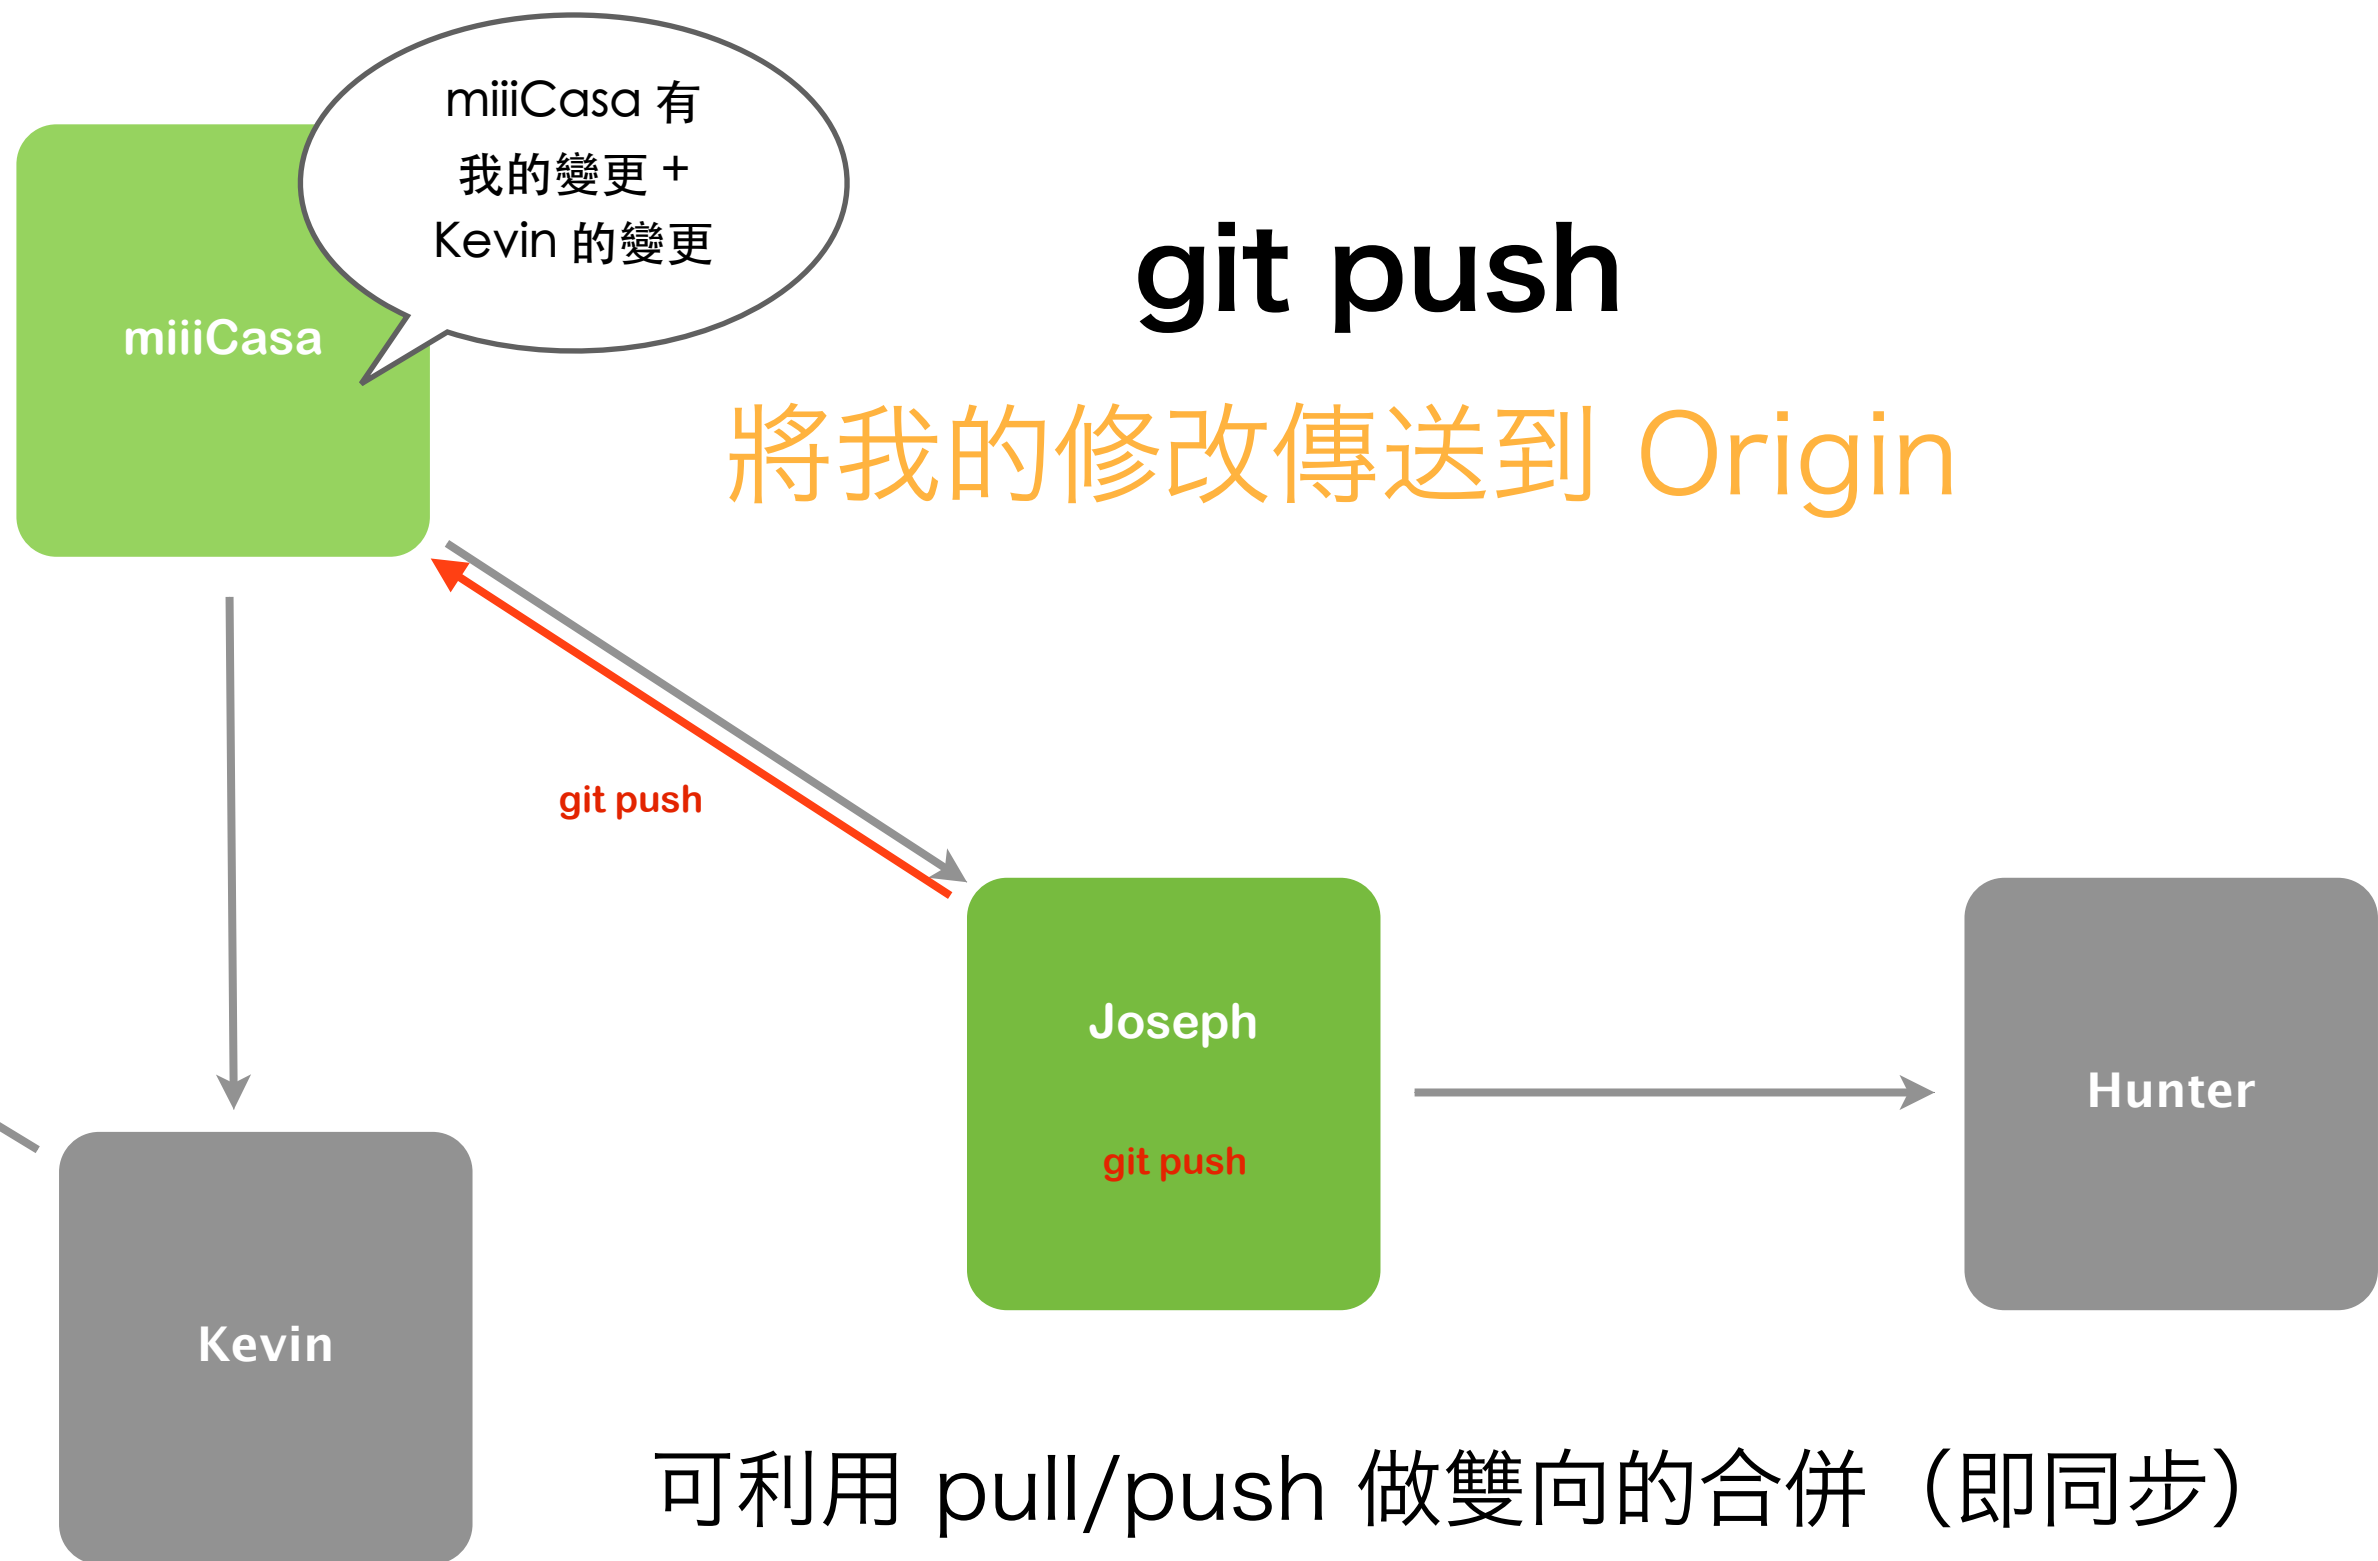 miiiCasa 有
我的變更 +
Kevin 的變更
miiiCasa
git push
將我的修改傳送到 Origin
git push
Joseph
git push
Hunter
Kevin
可利用 pull/push 做雙向的合併（即同步）